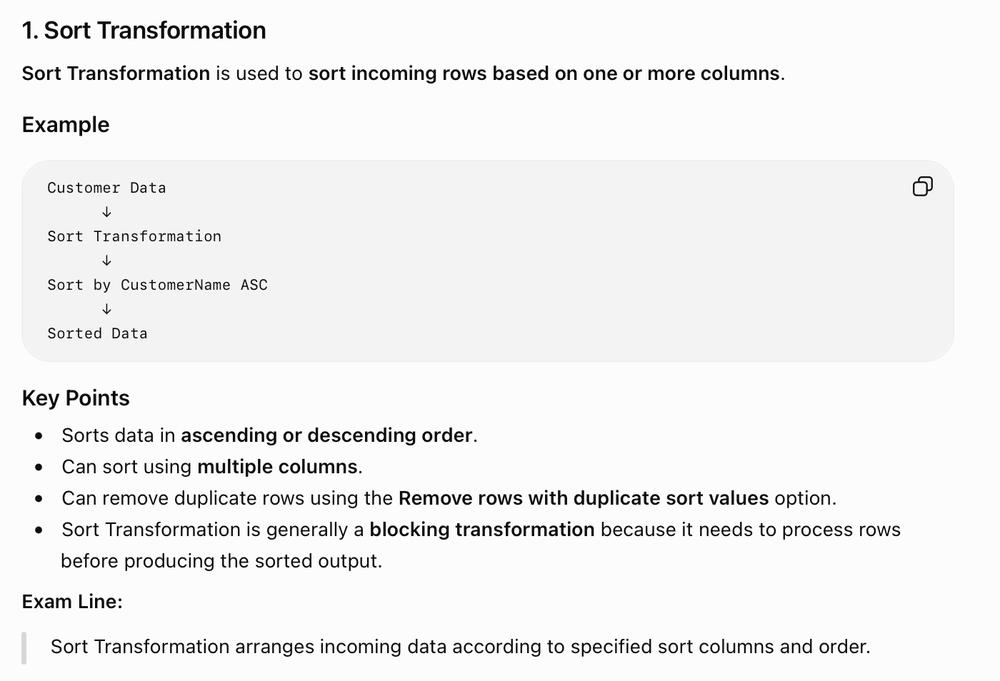 1. Sort Transformation
Sort Transformation is used to sort incoming rows based on one or more columns.
Example
Customer Data
↓
Sort Transformation
↓
Sort by CustomerName ASC
↓
Sorted Data
Key Points
• Sorts data in ascending or descending order.
• Can sort using multiple columns.
• Can remove duplicate rows using the Remove rows with duplicate sort values option.
• Sort Transformation is generally a blocking transformation because it needs to process rows
before producing the sorted output.
Exam Line:
Sort Transformation arranges incoming data according to specified sort columns and order.